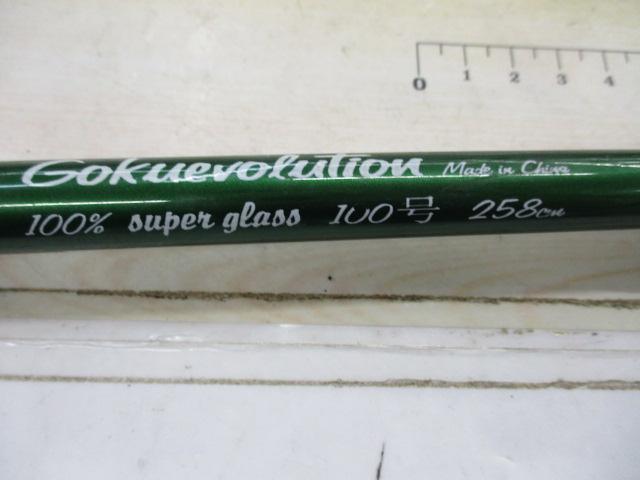 0 1 2 3 4
Gokuevolution Made in China
100% super glass 100号 258cm